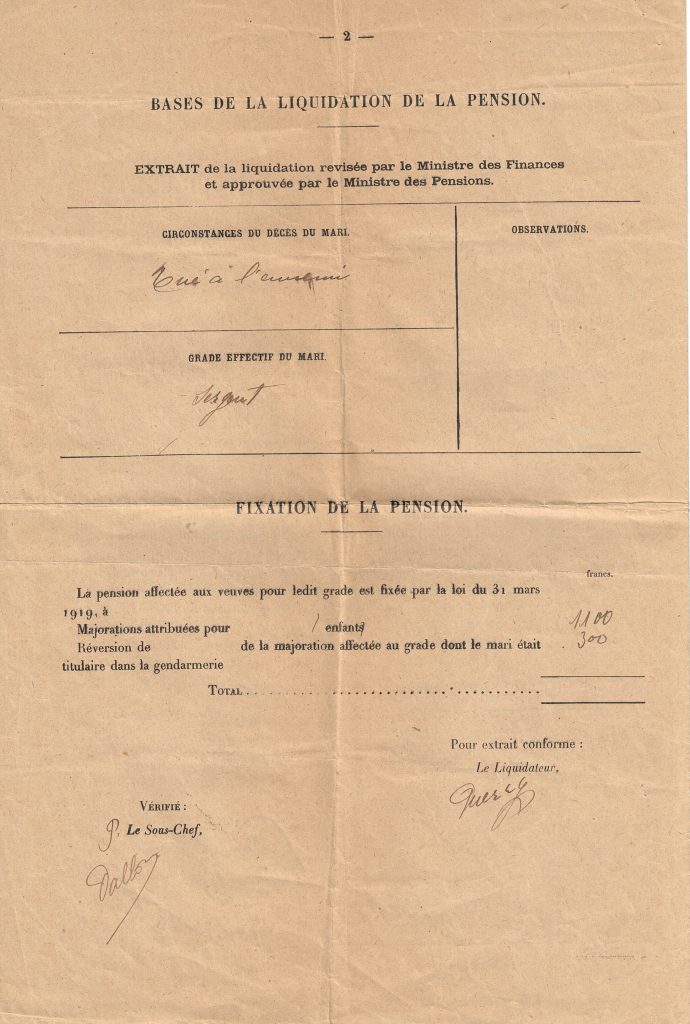 — 2 —
BASES DE LA LIQUIDATION DE LA PENSION.
EXTRAIT de la liquidation revisée par le Ministre des Finances
et approuvée par le Ministre des Pensions.
CIRCONSTANCES DU DÉCÈS DU MARI.
OBSERVATIONS.
Tué à l'ennemi
GRADE EFFECTIF DU MARI.
Sergent
FIXATION DE LA PENSION.
francs.
La pension affectée aux veuves pour ledit grade est fixée par la loi du 31 mars
1919, à 1100
Majorations attribuées pour 1 enfants 300
Réversion de de la majoration affectée au grade dont le mari était
titulaire dans la gendarmerie
TOTAL
Pour extrait conforme :
Le Liquidateur,
VÉRIFIÉ :
P. Le Sous-Chef,